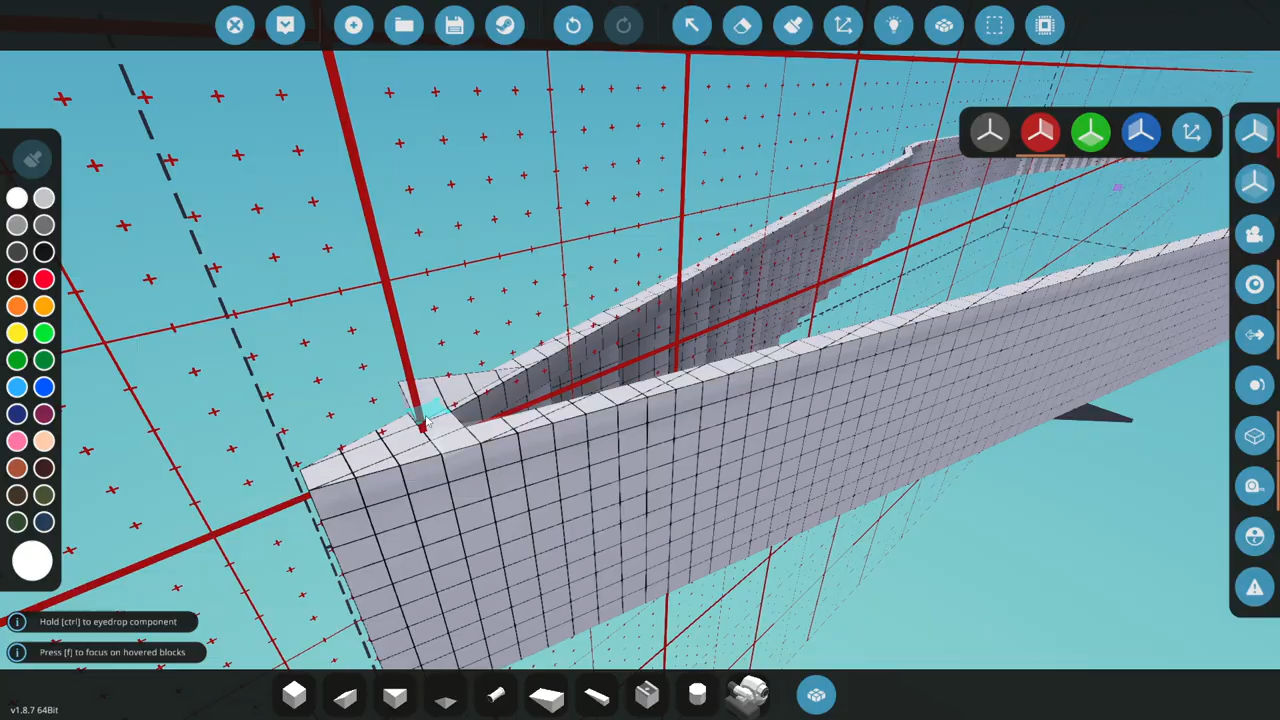 Hold [ctrl] to eyedrop component
Press [f] to focus on hovered blocks
v1.8.7 64Bit